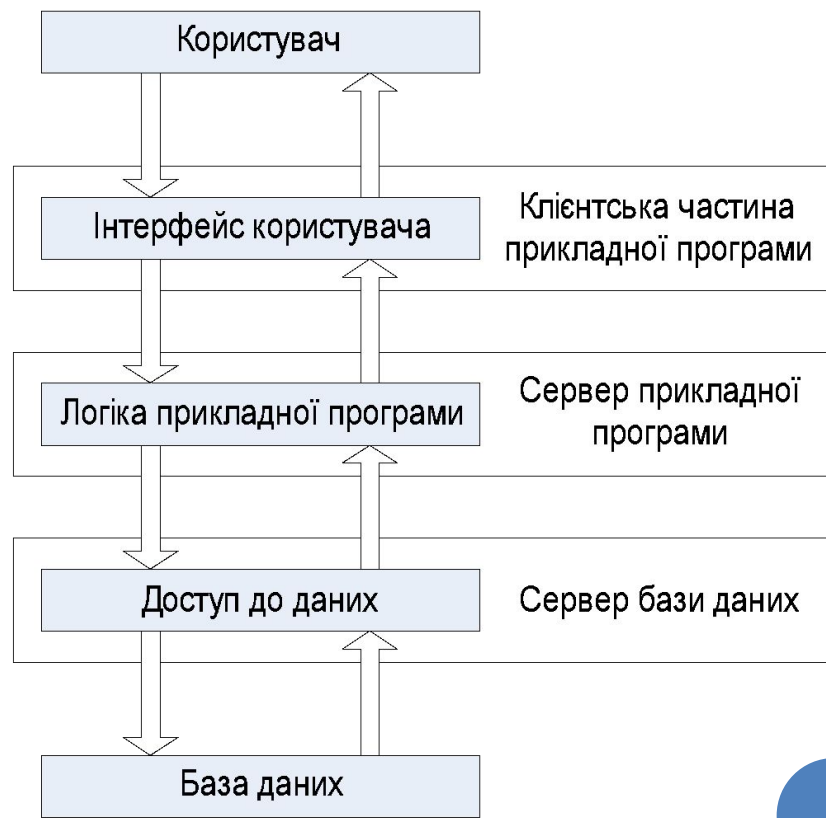 Користувач
Інтерфейс користувача
Клієнтська частина
прикладної програми
Логіка прикладної програми
Сервер прикладної
програми
Доступ до даних
Сервер бази даних
База даних